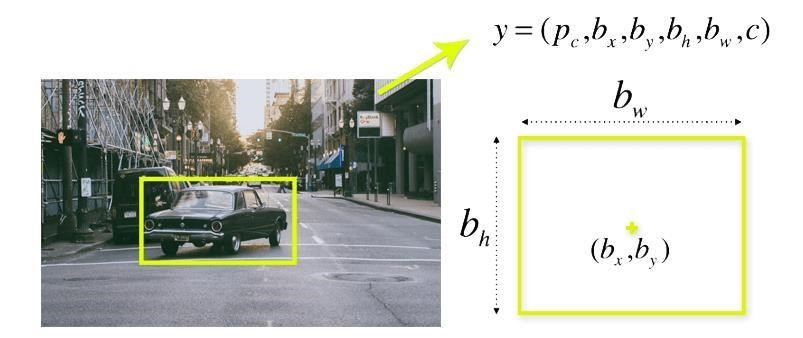 y = (p_c, b_x, b_y, b_h, b_w, c)
b_w
b_h
(b_x, b_y)